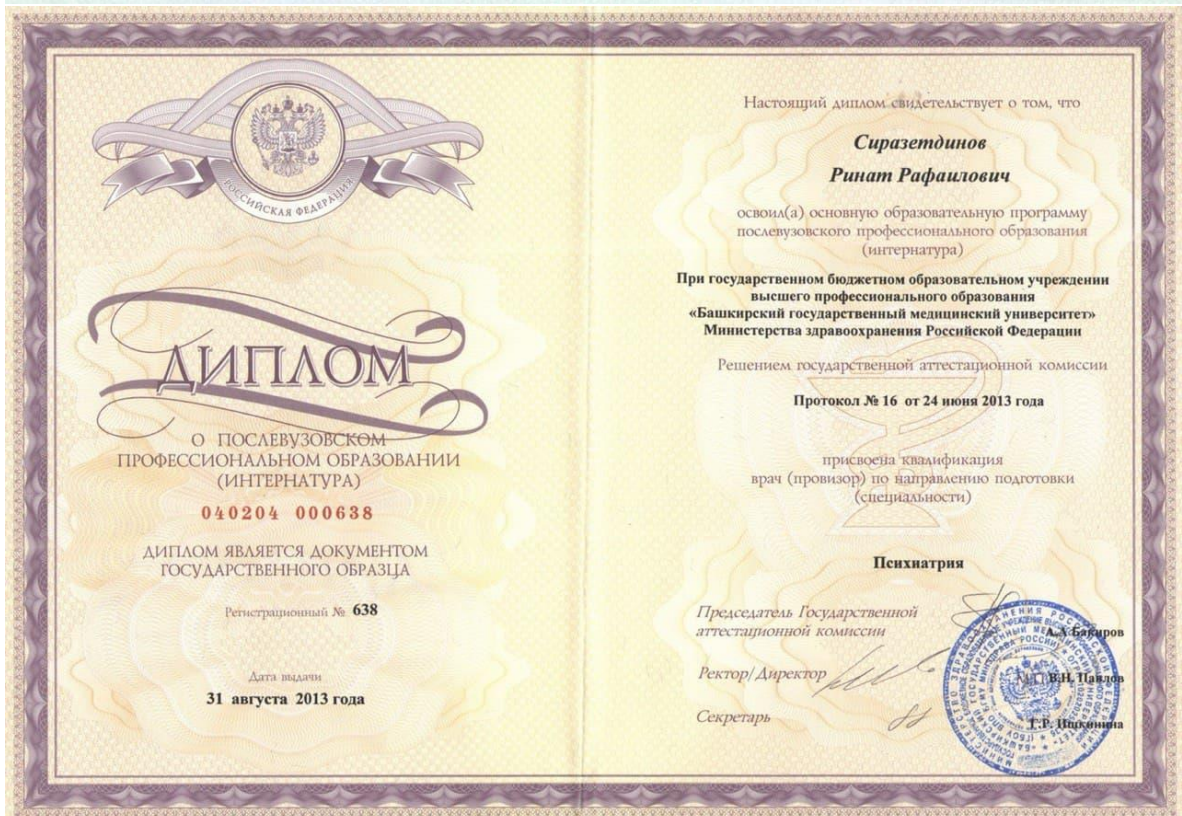 РОССИЙСКАЯ ФЕДЕРАЦИЯ
ДИПЛОМ
О ПОСЛЕВУЗОВСКОМ
ПРОФЕССИОНАЛЬНОМ ОБРАЗОВАНИИ
(ИНТЕРНАТУРА)
040204 000638
ДИПЛОМ ЯВЛЯЕТСЯ ДОКУМЕНТОМ
ГОСУДАРСТВЕННОГО ОБРАЗЦА
Регистрационный № 638
Дата выдачи
31 августа 2013 года
Настоящий диплом свидетельствует о том, что
Сиразетдинов
Ринат Рафаилович
освоил(а) основную образовательную программу
послевузовского профессионального образования
(интернатура)
При государственном бюджетном образовательном учреждении
высшего профессионального образования
«Башкирский государственный медицинский университет»
Министерства здравоохранения Российской Федерации
Решением государственной аттестационной комиссии
Протокол № 16 от 24 июня 2013 года
присвоена квалификация
врач (провизор) по направлению подготовки
(специальности)
Психиатрия
Председатель Государственной
аттестационной комиссии
А.А Бакиров
Ректор/Директор
В.Н. Павлов
Секретарь
Г.Р. Ишкинина